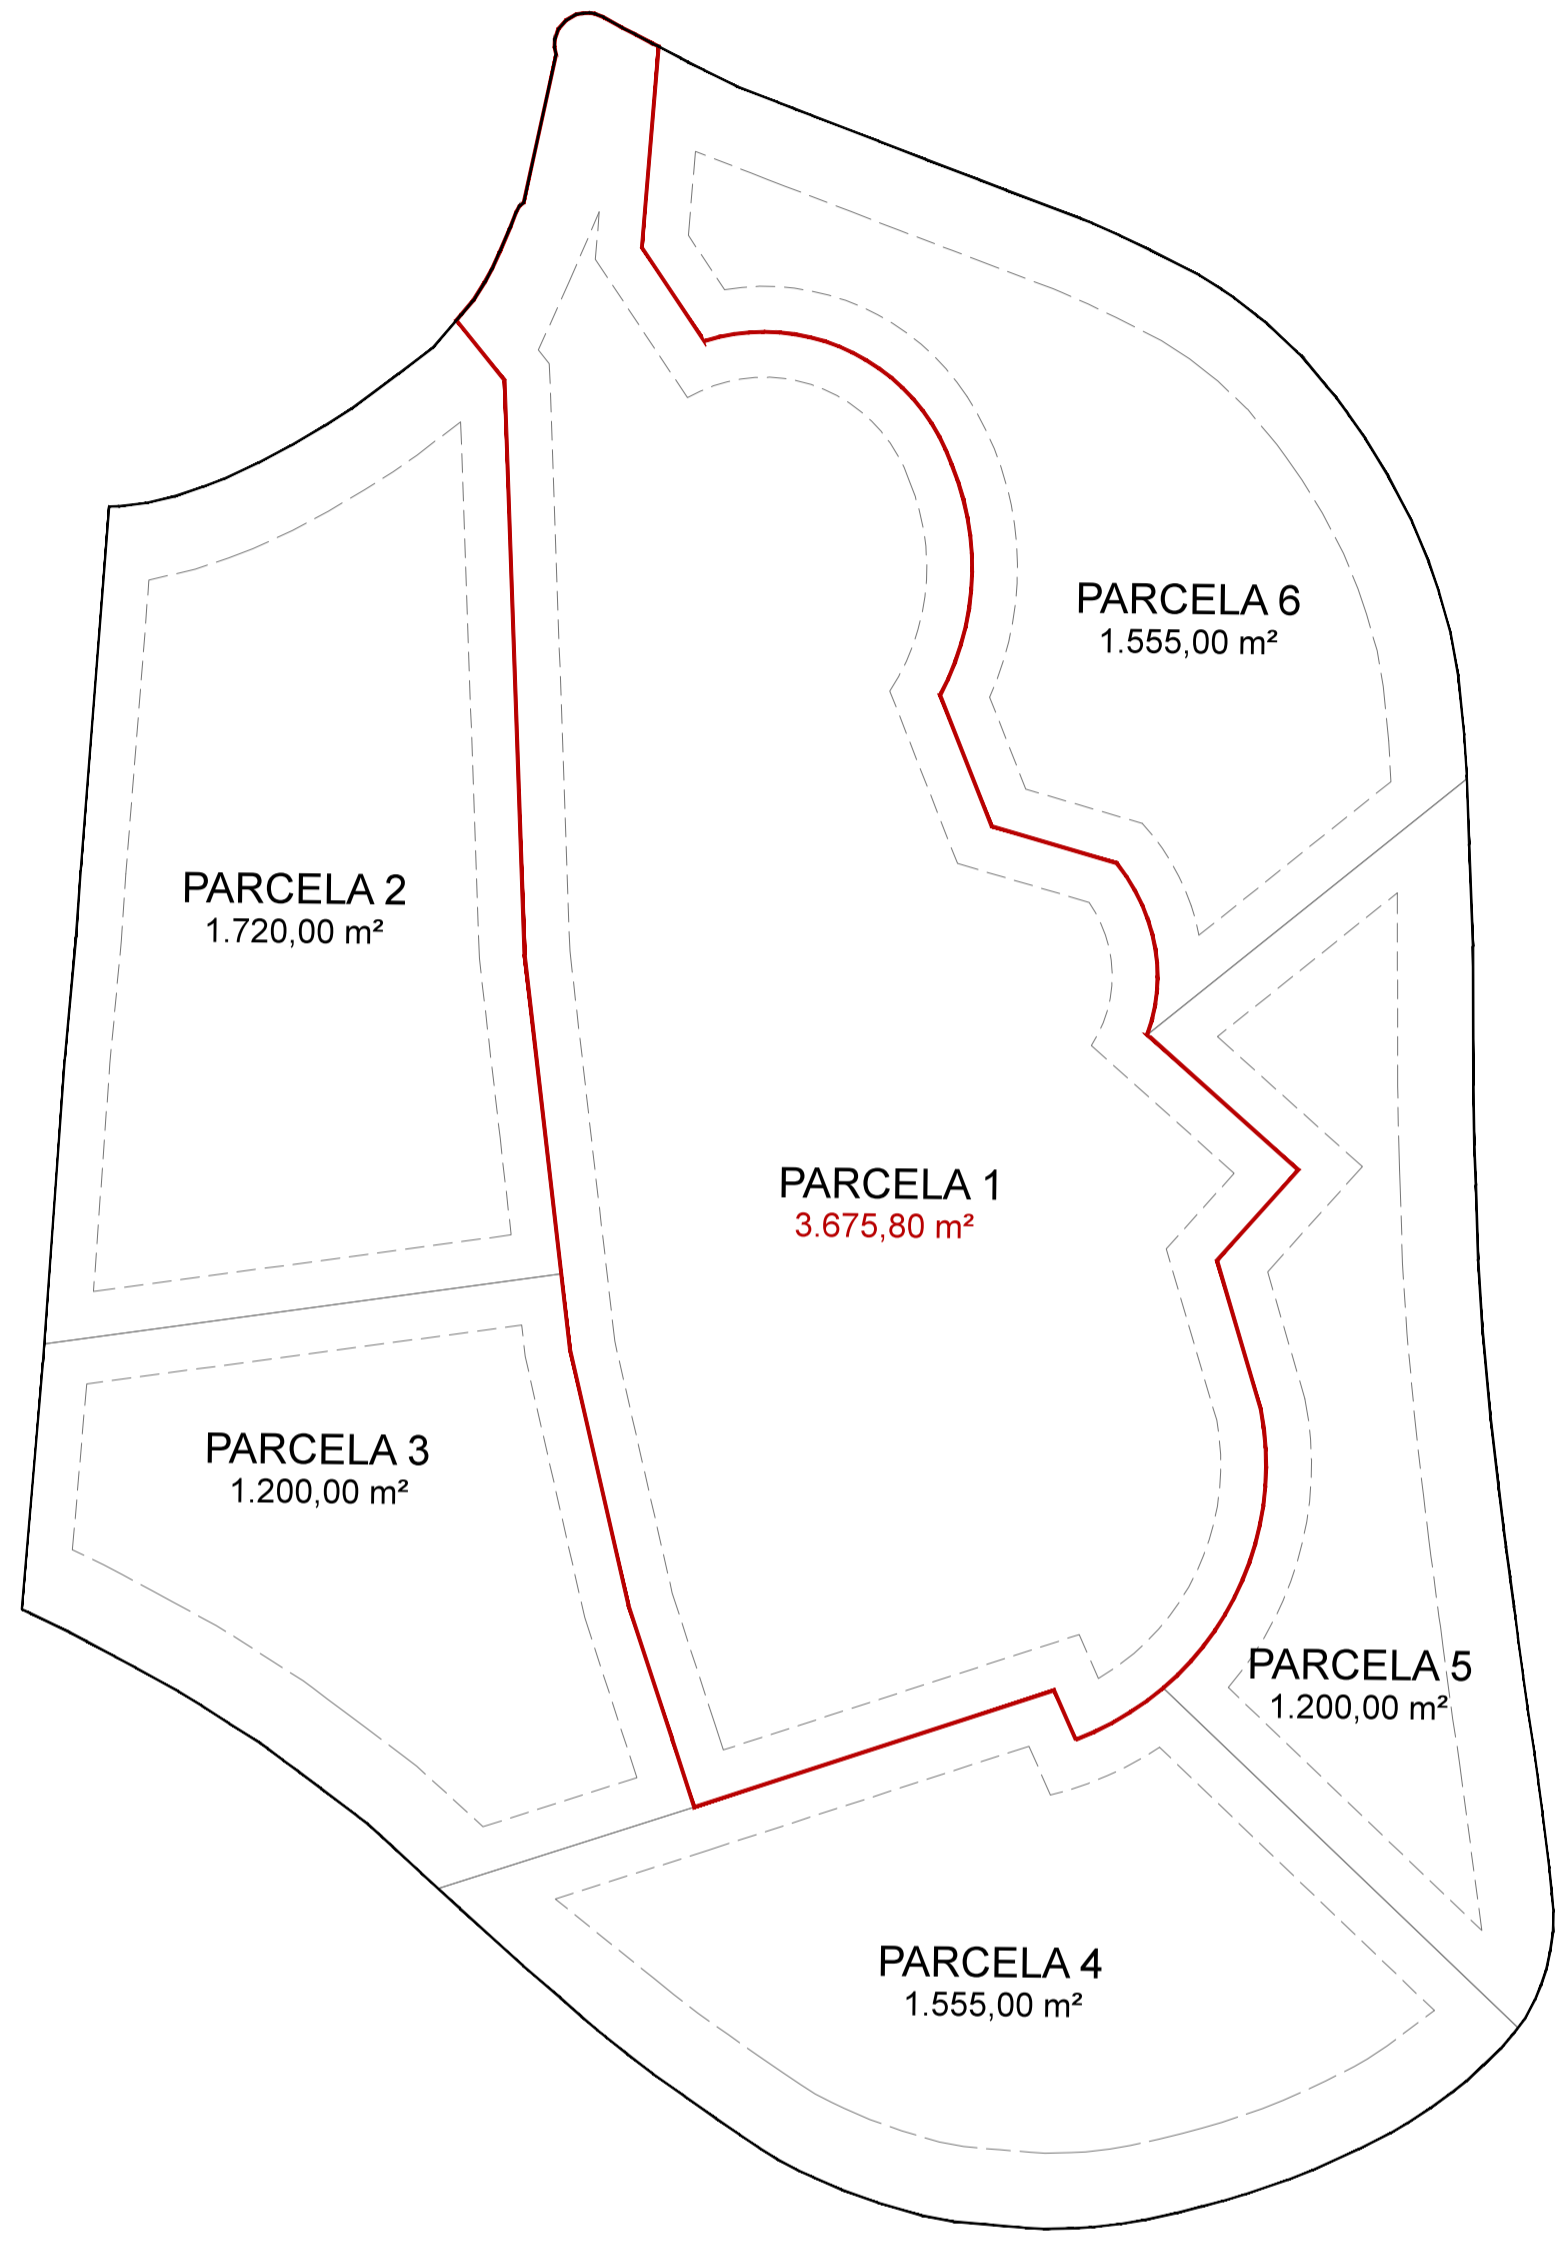 PARCELA 6
1.555,00 m²
PARCELA 2
1.720,00 m²
PARCELA 1
3.675,80 m²
PARCELA 3
1.200,00 m²
PARCELA 5
1.200,00 m²
PARCELA 4
1.555,00 m²